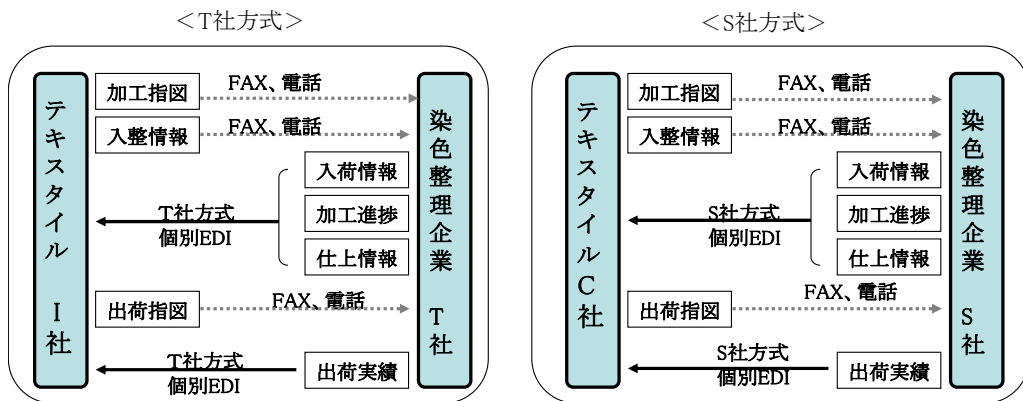 ＜T社方式＞
テキスタイル I社
加工指図
FAX、電話
入整情報
FAX、電話
入荷情報
加工進捗
仕上情報
T社方式
個別EDI
出荷指図
FAX、電話
出荷実績
T社方式
個別EDI
染色整理企業 T社
＜S社方式＞
テキスタイルC社
加工指図
FAX、電話
入整情報
FAX、電話
入荷情報
加工進捗
仕上情報
S社方式
個別EDI
出荷指図
FAX、電話
出荷実績
S社方式
個別EDI
染色整理企業 S社